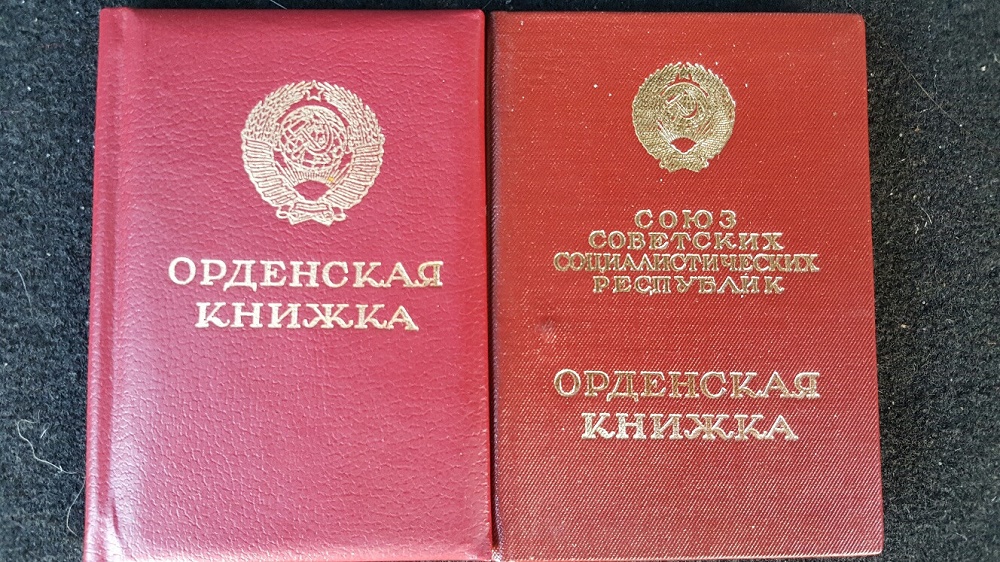 ОРДЕНСКАЯ
КНИЖКА
СОЮЗ
СОВЕТСКИХ
СОЦИАЛИСТИЧЕСКИХ
РЕСПУБЛИК
ОРДЕНСКАЯ
КНИЖКА